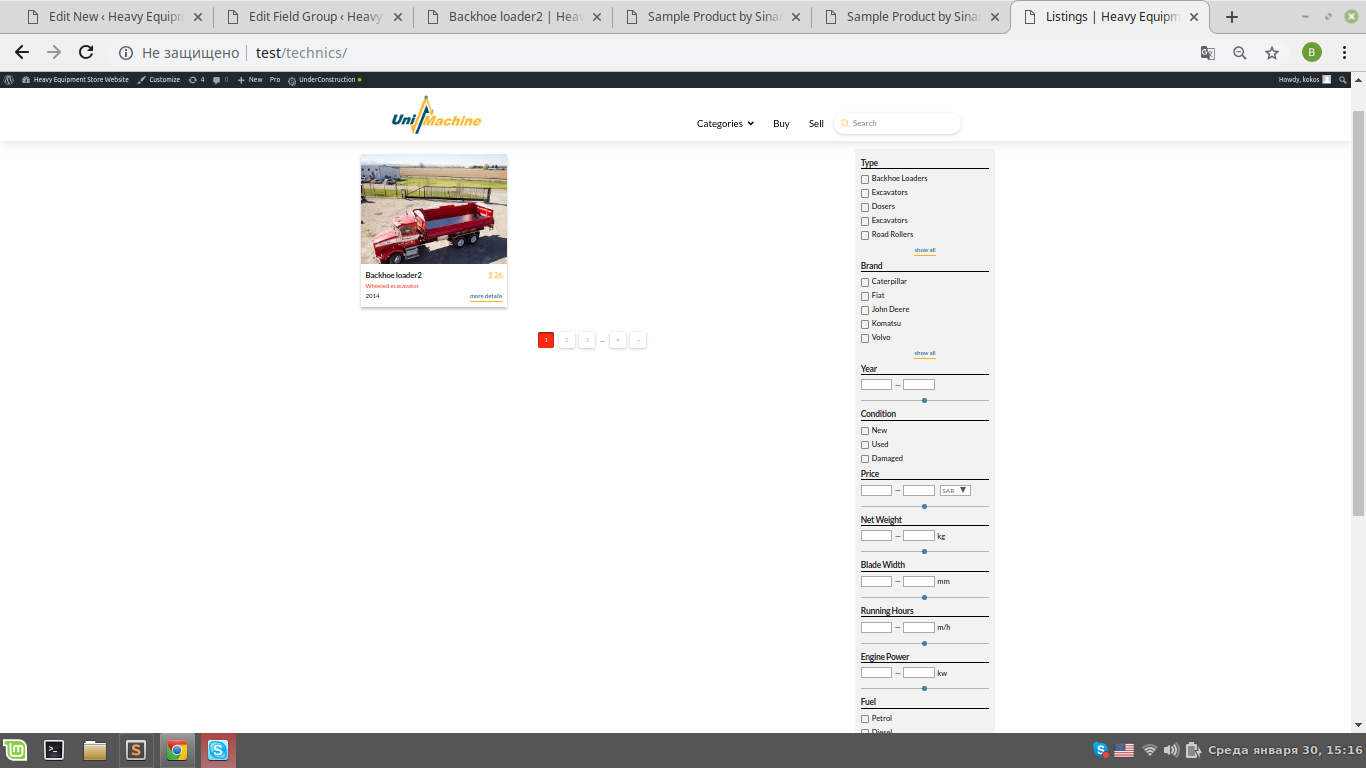 Edit New ‹ Heavy Equipm
Edit Field Group ‹ Heavy
Backhoe loader2 | Heav
Sample Product by Sinan
Sample Product by Sinan
Listings | Heavy Equipm
Не защищено
test/technics/
B
Heavy Equipment Store Website
Customize
4
0
New
Pro
UnderConstruction
Howdy, kokos
UniMachine
Categories
Buy
Sell
Search
Backhoe loader2
$ 26
Wheeled ecscavator
2014
more details
1
2
3
...
4
Type
Backhoe Loaders
Excavators
Dosers
Excavators
Road Rollers
show all
Brand
Caterpillar
Fiat
John Deere
Komatsu
Volvo
show all
Year
–
Condition
New
Used
Damaged
Price
– SAR ▼
Net Weight
– kg
Blade Width
– mm
Running Hours
– m/h
Engine Power
– kw
Fuel
Petrol
Diesel
Среда января 30, 15:16